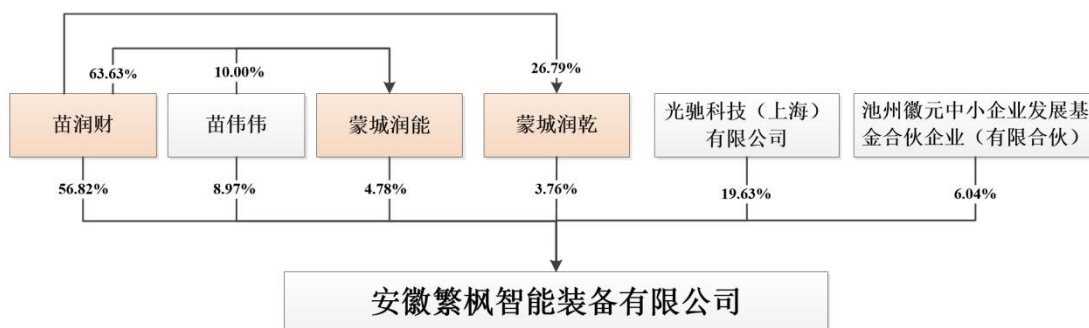 63.63%
10.00%
26.79%
苗润财
苗伟伟
蒙城润能
蒙城润乾
光驰科技（上海）
有限公司
池州徽元中小企业发展基
金合伙企业（有限合伙）
56.82%
8.97%
4.78%
3.76%
19.63%
6.04%
安徽繁枫智能装备有限公司